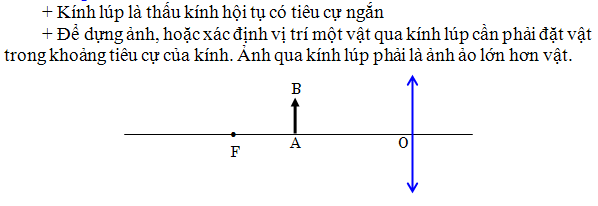 + Kính lúp là thấu kính hội tụ có tiêu cự ngắn
+ Để dựng ảnh, hoặc xác định vị trí một vật qua kính lúp cần phải đặt vật
trong khoảng tiêu cự của kính. Ảnh qua kính lúp phải là ảnh ảo lớn hơn vật.
B
F
A
O